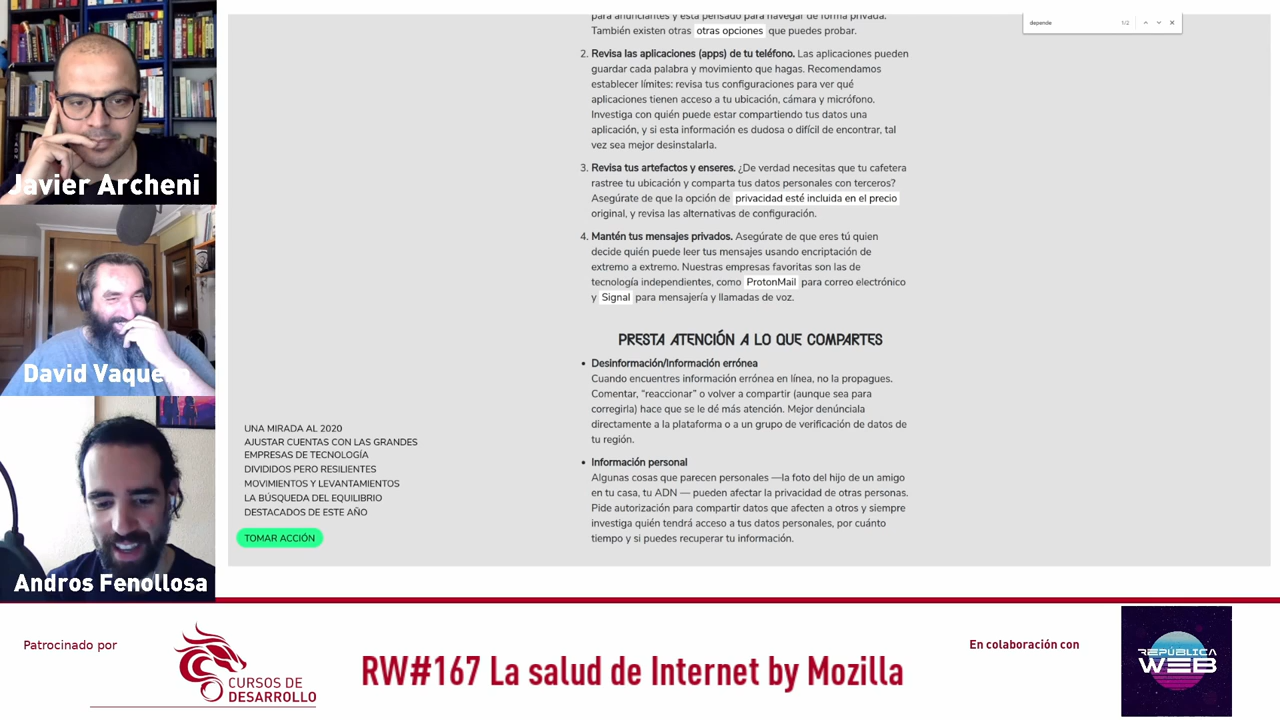 Javier Archeni
David Vaque
Andros Fenollosa
depende
1/2
para anunciantes y está pensado para navegar de forma privada.
También existen otras otras opciones que puedes probar.
2. Revisa las aplicaciones (apps) de tu teléfono. Las aplicaciones pueden
guardar cada palabra y movimiento que hagas. Recomendamos
establecer límites: revisa tus configuraciones para ver qué
aplicaciones tienen acceso a tu ubicación, cámara y micrófono.
Investiga con quién puede estar compartiendo tus datos una
aplicación, y si esta información es dudosa o difícil de encontrar, tal
vez sea mejor desinstalarla.
3. Revisa tus artefactos y enseres. ¿De verdad necesitas que tu cafetera
rastree tu ubicación y comparta tus datos personales con terceros?
Asegúrate de que la opción de privacidad esté incluida en el precio
original, y revisa las alternativas de configuración.
4. Mantén tus mensajes privados. Asegúrate de que eres tú quien
decide quién puede leer tus mensajes usando encriptación de
extremo a extremo. Nuestras empresas favoritas son las de
tecnología independientes, como ProtonMail para correo electrónico
y Signal para mensajería y llamadas de voz.
PRESTA ATENCIÓN A LO QUE COMPARTES
• Desinformación/Información errónea
Cuando encuentres información errónea en línea, no la propagues.
Comentar, “reaccionar” o volver a compartir (aunque sea para
corregirla) hace que se le dé más atención. Mejor denúnciala
directamente a la plataforma o a un grupo de verificación de datos de
tu región.
• Información personal
Algunas cosas que parecen personales —la foto del hijo de un amigo
en tu casa, tu ADN — pueden afectar la privacidad de otras personas.
Pide autorización para compartir datos que afecten a otros y siempre
investiga quién tendrá acceso a tus datos personales, por cuánto
tiempo y si puedes recuperar tu información.
UNA MIRADA AL 2020
AJUSTAR CUENTAS CON LAS GRANDES
EMPRESAS DE TECNOLOGÍA
DIVIDIDOS PERO RESILIENTES
MOVIMIENTOS Y LEVANTAMIENTOS
LA BÚSQUEDA DEL EQUILIBRIO
DESTACADOS DE ESTE AÑO
TOMAR ACCIÓN
Patrocinado por
CURSOS DE
DESARROLLO
RW#167 La salud de Internet by Mozilla
En colaboración con
REPÚBLICA
WEB